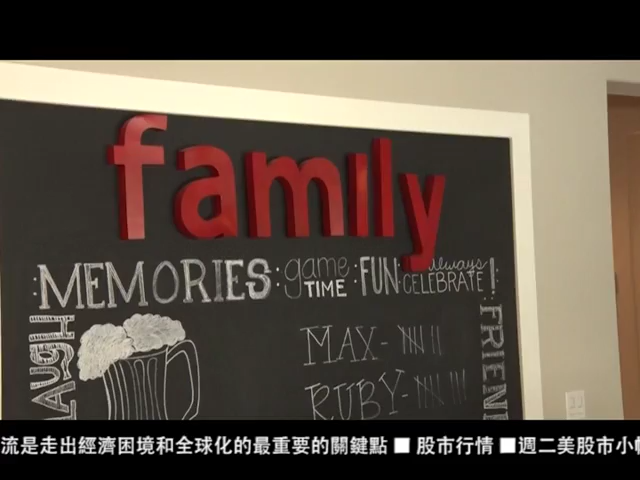 family
MEMORIES: game TIME : FUN always CELEBRATE!
LAUGH
MAX-
RUBY-
FRIEN
流是走出經濟困境和全球化的最重要的關鍵點 ■ 股市行情 ■週二美股市小